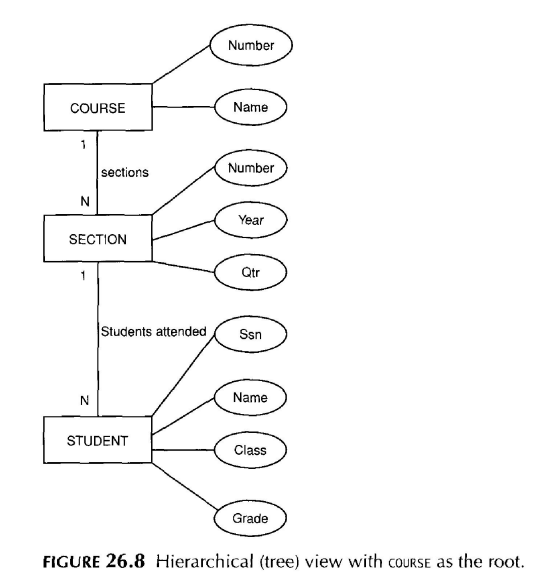 Number
COURSE
Name
1
sections
Number
N
Year
SECTION
Qtr
1
Students attended
Ssn
Name
N
STUDENT
Class
Grade
FIGURE 26.8 Hierarchical (tree) view with COURSE as the root.